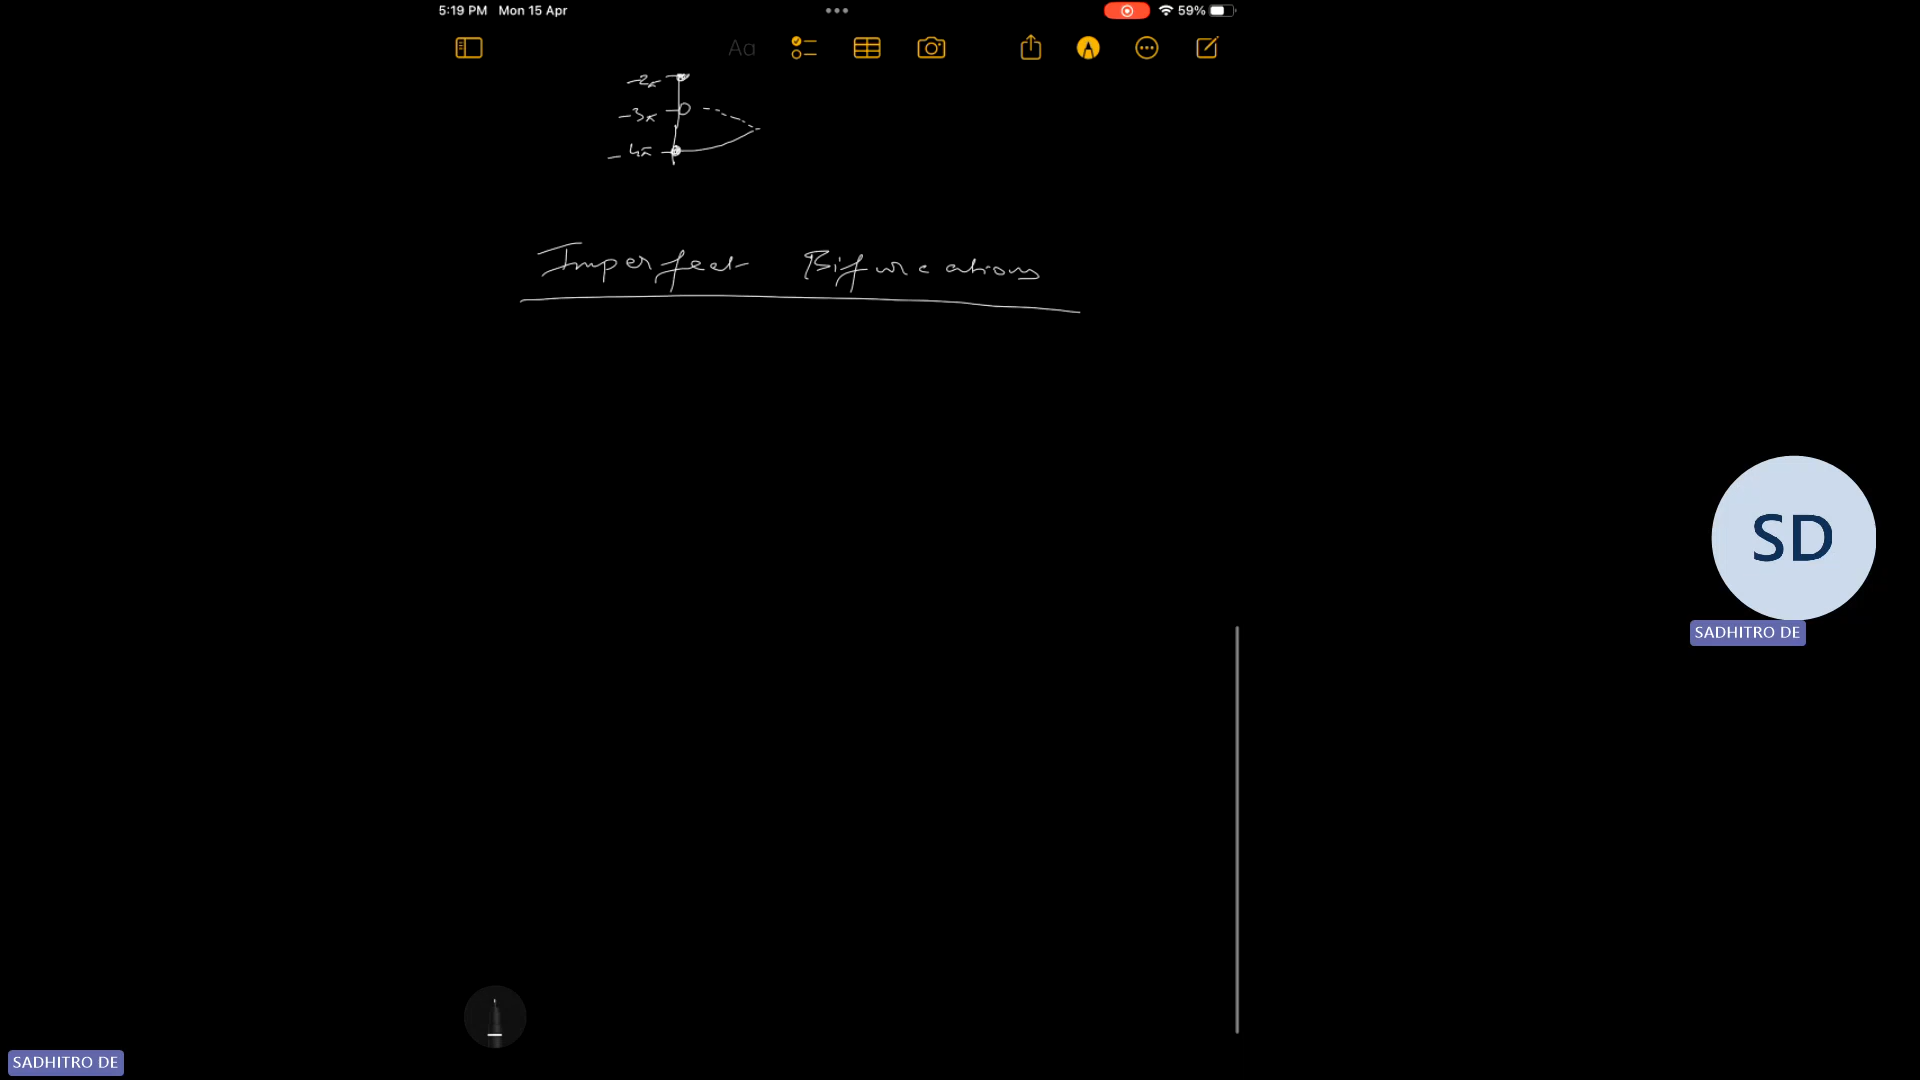 5:19 PM Mon 15 Apr
59%
Aa
-2π
-3π
-4π
Imperfect Bifurcations
SD
SADHITRO DE
SADHITRO DE